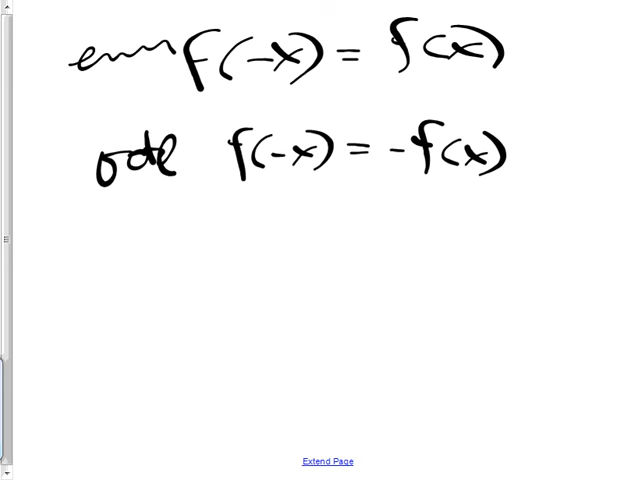 even f(-x) = f(x)
odd f(-x) = -f(x)
Extend Page